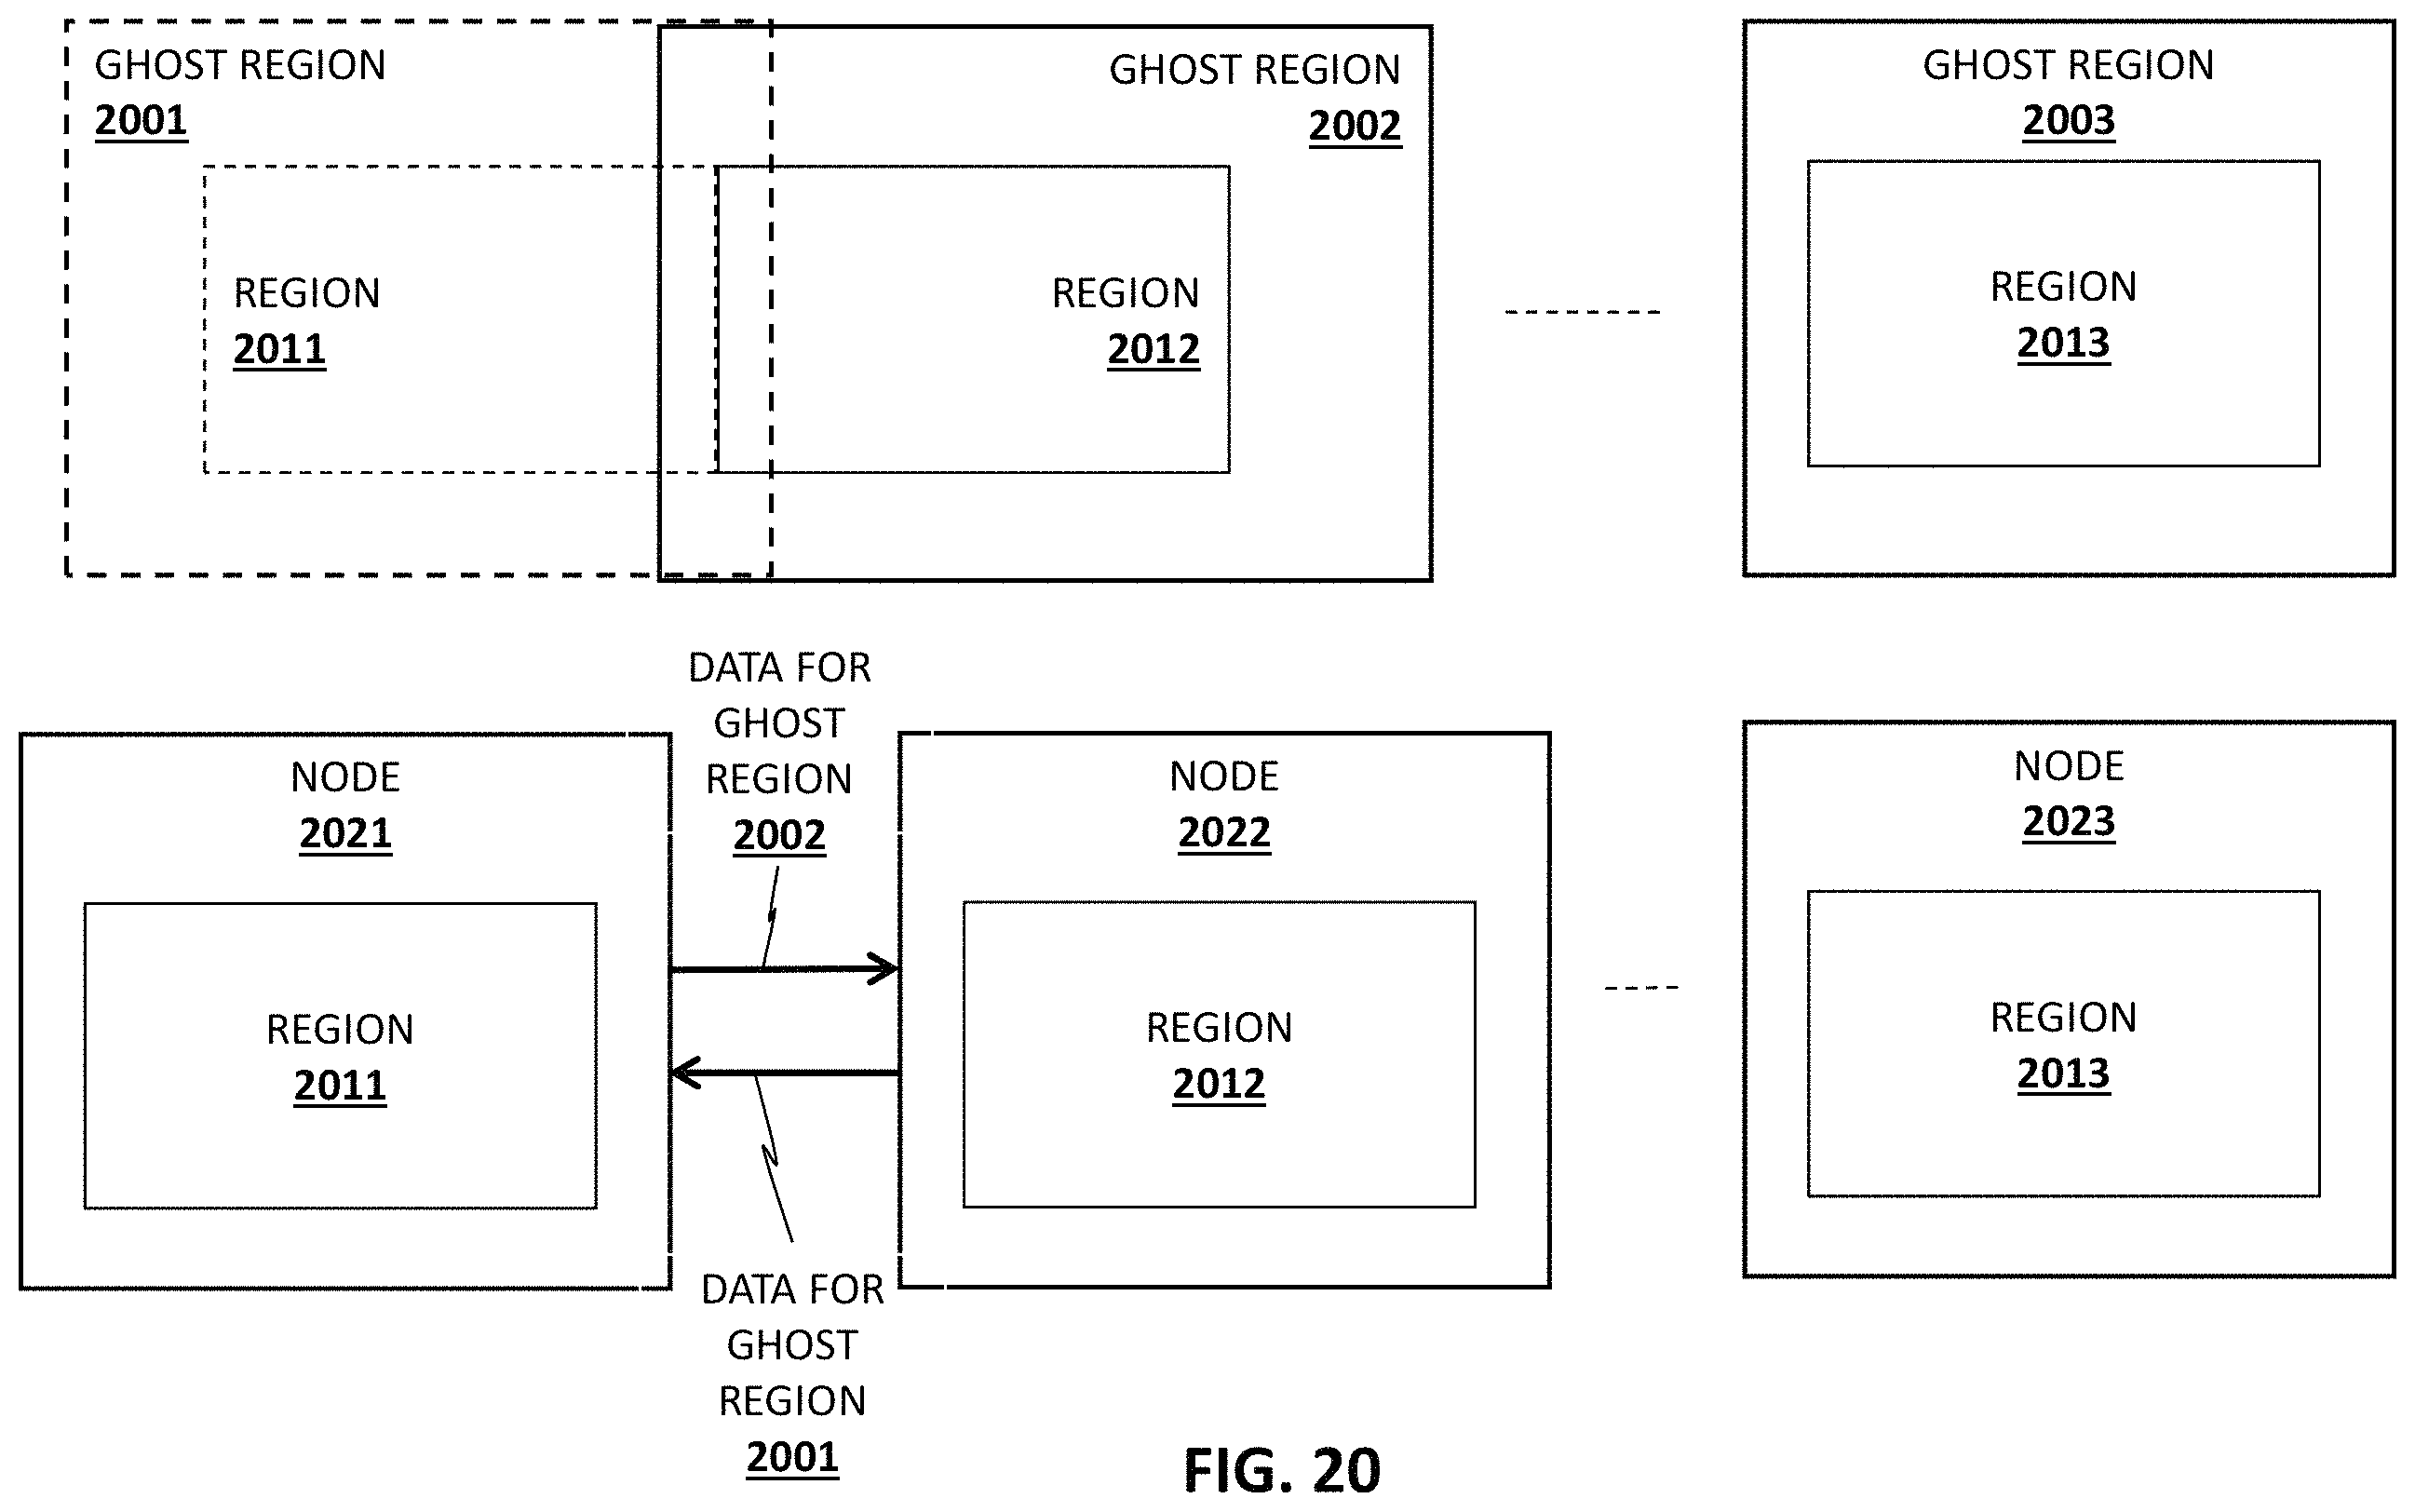 GHOST REGION
2001
GHOST REGION
2002
GHOST REGION
2003
REGION
2011
REGION
2012
REGION
2013
DATA FOR
GHOST
REGION
2002
NODE
2021
NODE
2022
NODE
2023
REGION
2011
REGION
2012
REGION
2013
DATA FOR
GHOST
REGION
2001
FIG. 20